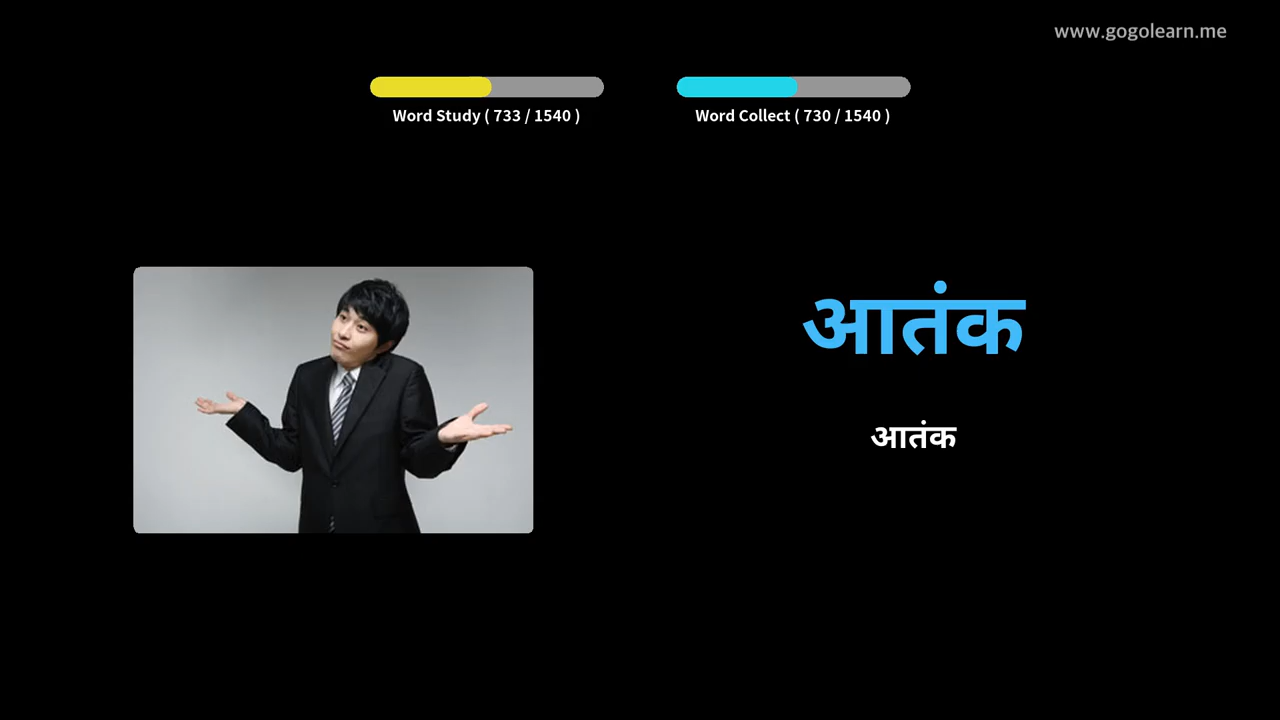 www.gogolearn.me
Word Study ( 733 / 1540 )
Word Collect ( 730 / 1540 )
आतंक
आतंक